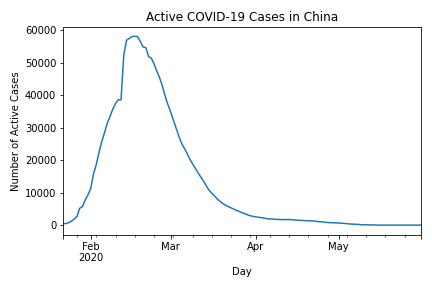 Active COVID-19 Cases in China
60000
50000
40000
30000
20000
10000
0
Number of Active Cases
Feb
2020
Mar
Apr
May
Day